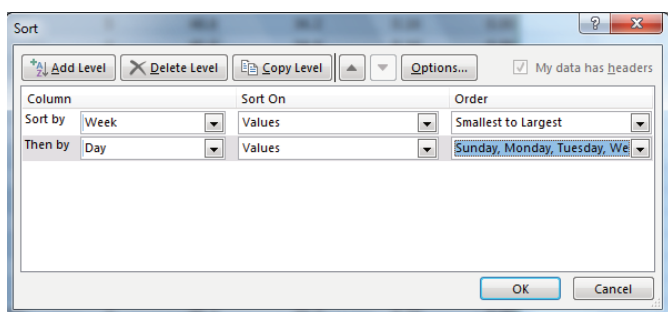 Sort
Add Level Delete Level Copy Level Options... My data has headers
Column Sort On Order
Sort by Week Values Smallest to Largest
Then by Day Values Sunday, Monday, Tuesday, We
OK Cancel